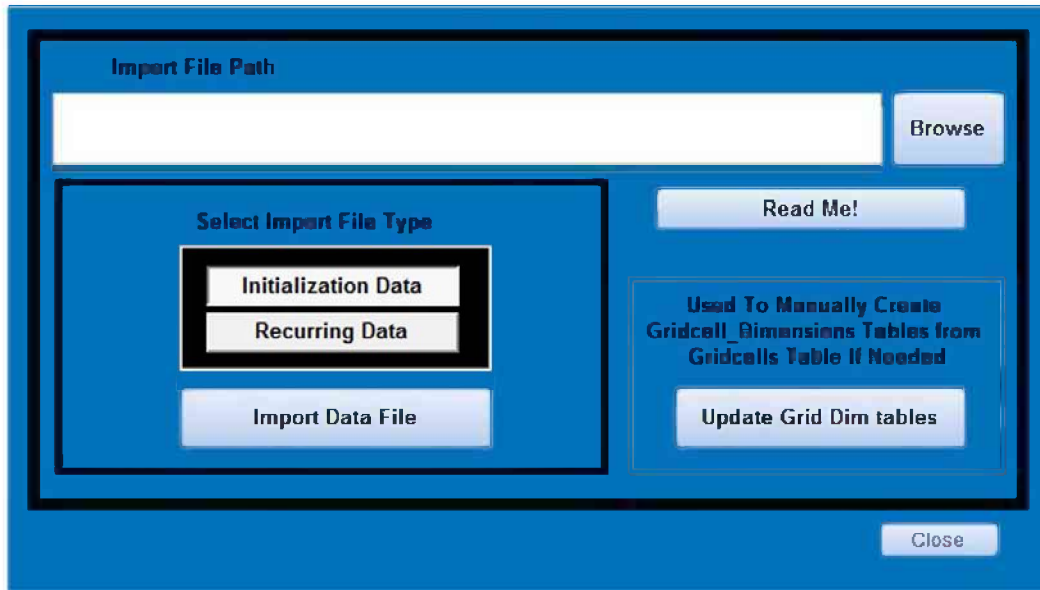 Import File Path
Browse
Read Me!
Select Import File Type
Initialization Data
Recurring Data
Import Data File
Used To Manually Create
Gridcell_Dimensions Tables from
Gridcells Table If Needed
Update Grid Dim tables
Close